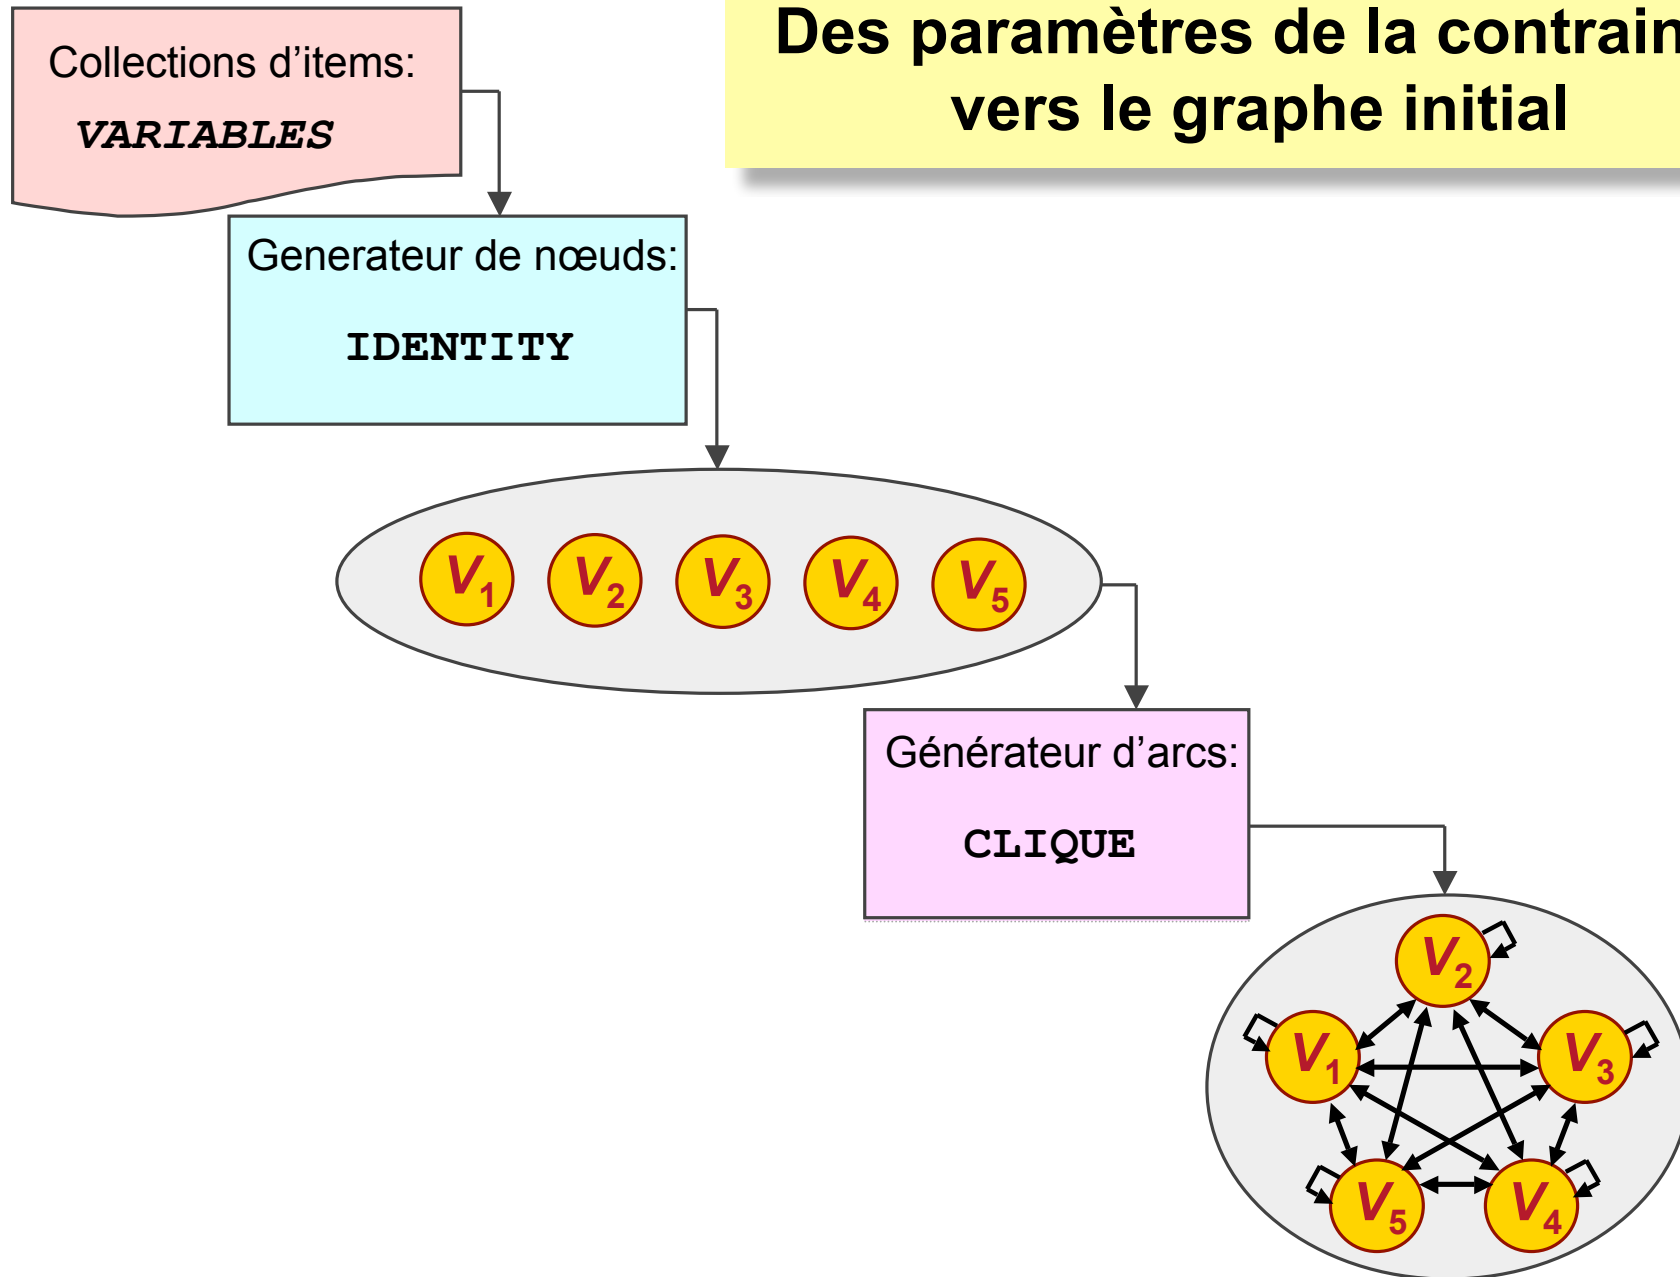 Des paramètres de la contrain
vers le graphe initial
Collections d'items:
VARIABLES
Generateur de nœuds:
IDENTITY
V1 V2 V3 V4 V5
Générateur d'arcs:
CLIQUE
V2
V1 V3
V5 V4